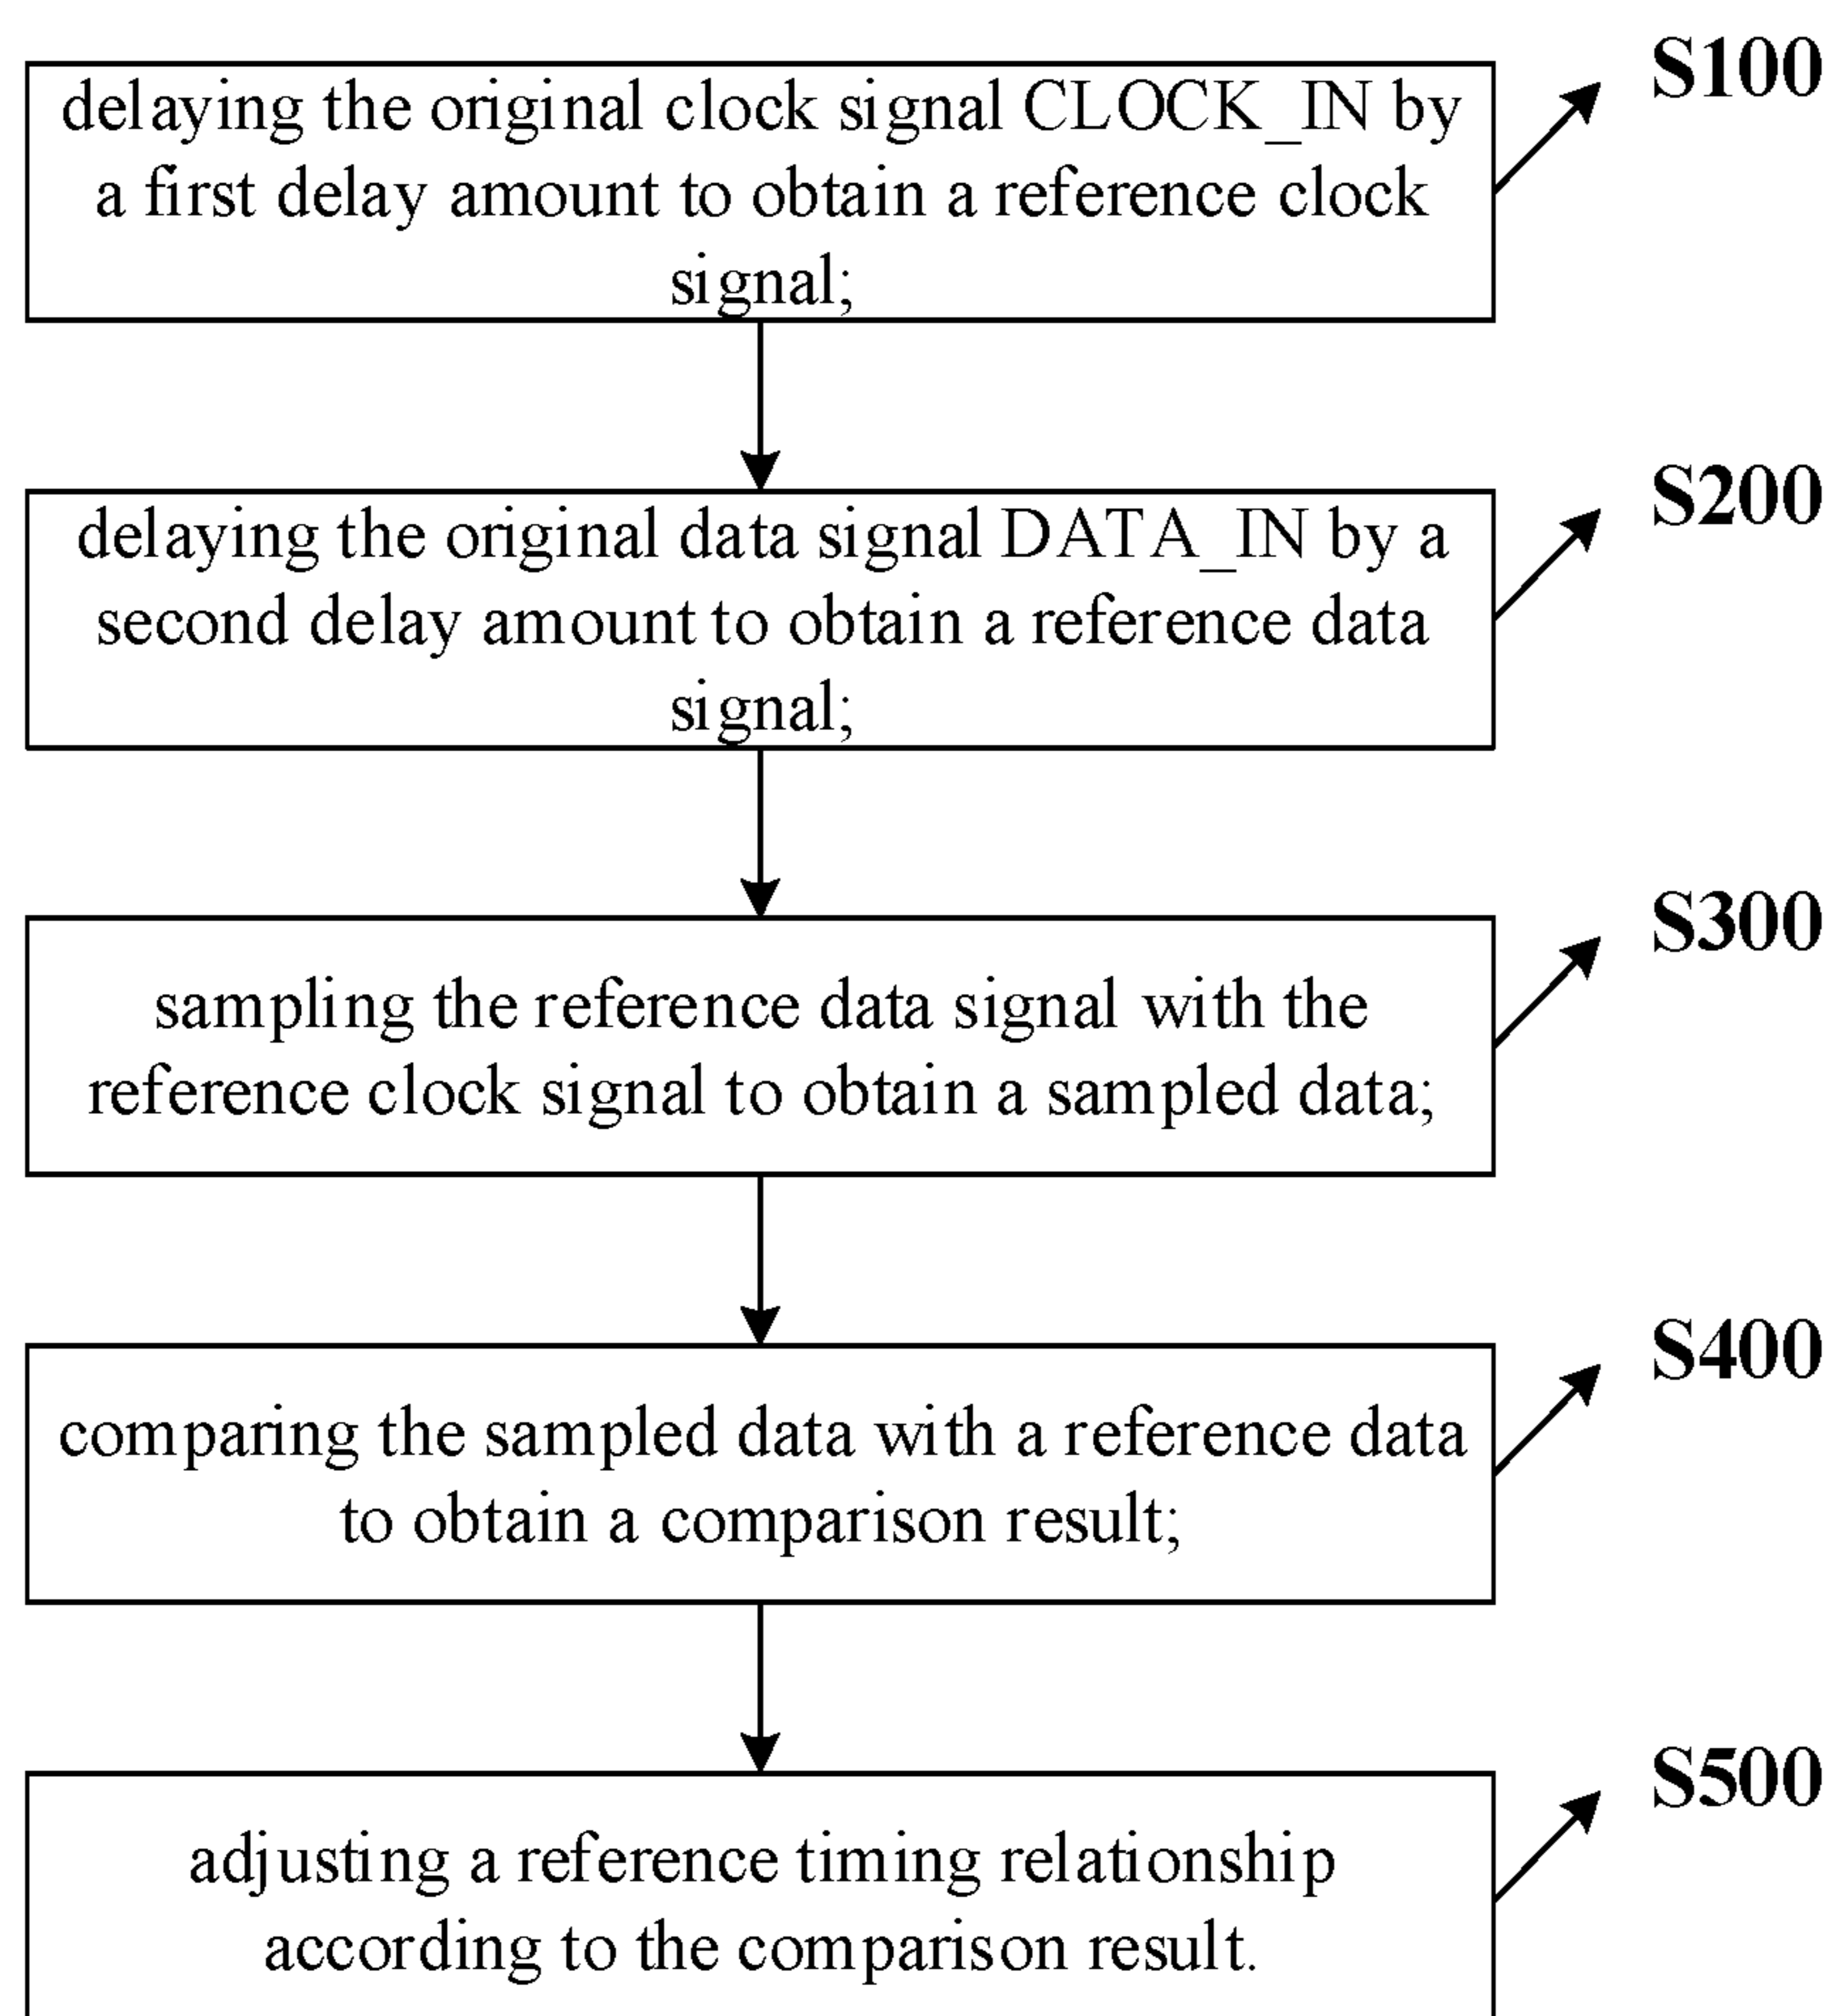 S100
delaying the original clock signal CLOCK_IN by
a first delay amount to obtain a reference clock
signal;
S200
delaying the original data signal DATA_IN by a
second delay amount to obtain a reference data
signal;
S300
sampling the reference data signal with the
reference clock signal to obtain a sampled data;
S400
comparing the sampled data with a reference data
to obtain a comparison result;
S500
adjusting a reference timing relationship
according to the comparison result.